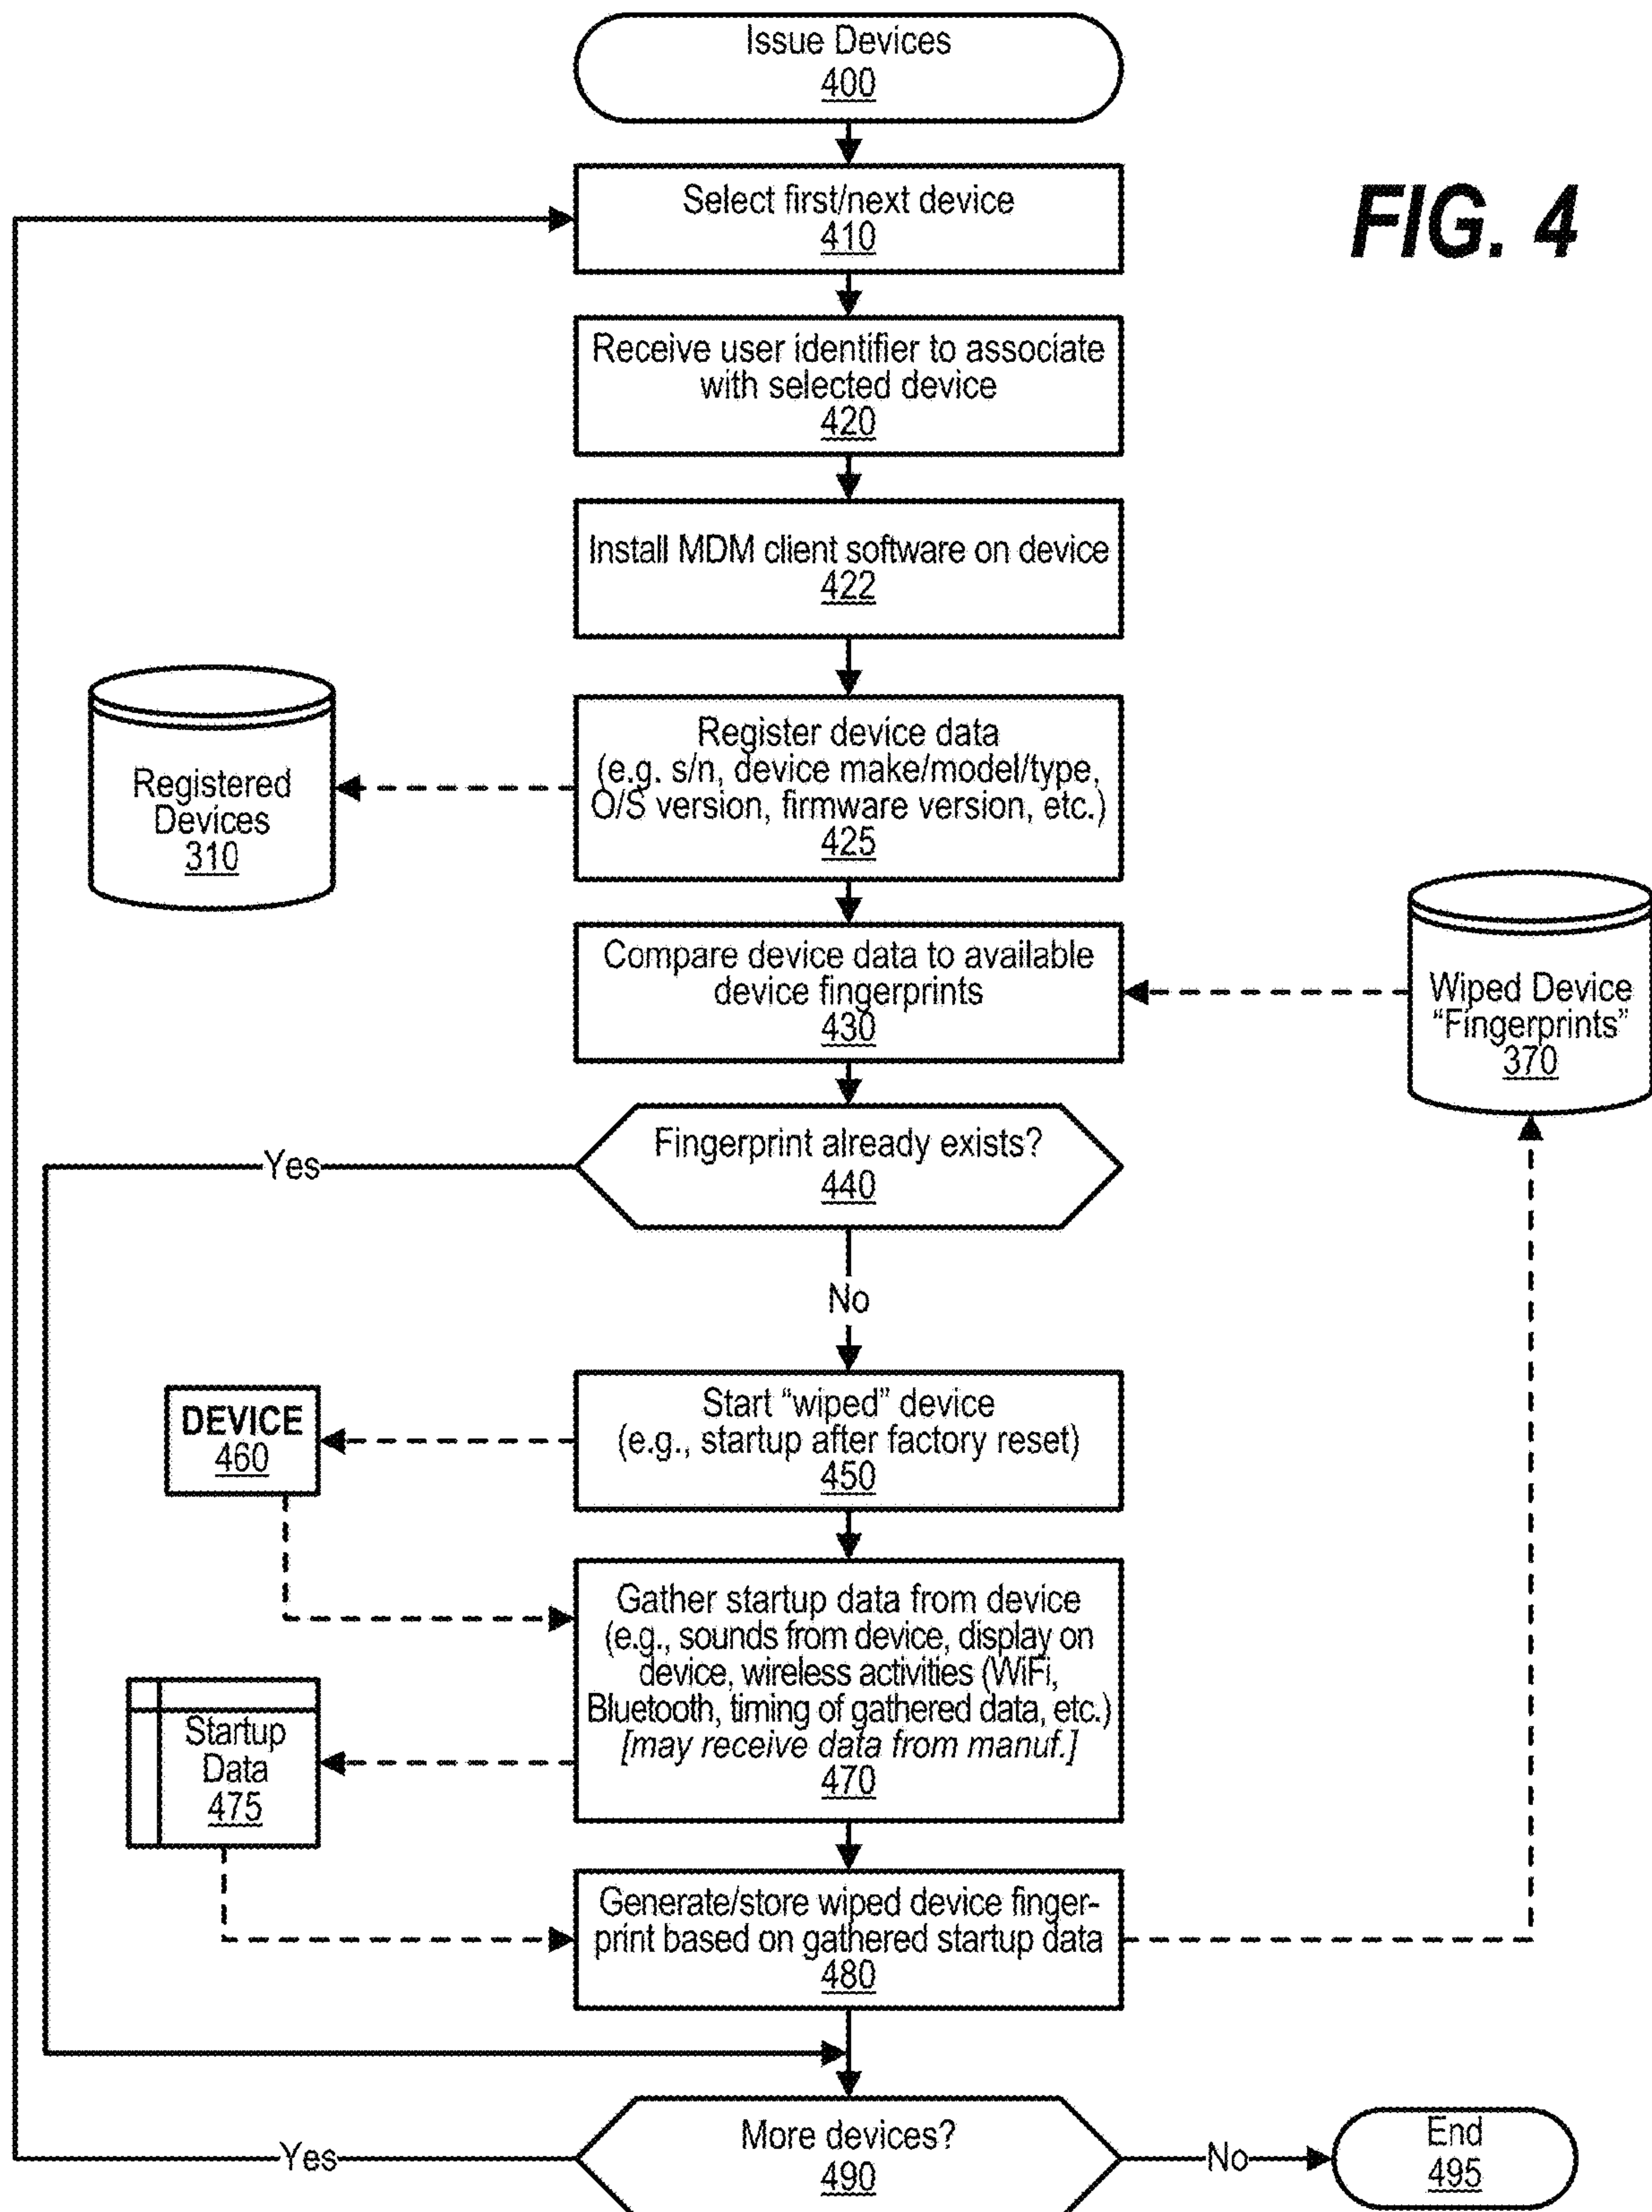 Issue Devices
400
FIG. 4
Select first/next device
410
Receive user identifier to associate
with selected device
420
Install MDM client software on device
422
Register device data
(e.g. s/n, device make/model/type,
O/S version, firmware version, etc.)
425
Registered
Devices
310
Compare device data to available
device fingerprints
430
Wiped Device
“Fingerprints”
370
Fingerprint already exists?
440
Yes
No
Start “wiped” device
(e.g., startup after factory reset)
450
DEVICE
460
Gather startup data from device
(e.g., sounds from device, display on
device, wireless activities (WiFi,
Bluetooth, timing of gathered data, etc.)
[may receive data from manuf.]
470
Startup
Data
475
Generate/store wiped device finger-
print based on gathered startup data
480
More devices?
490
Yes
No
End
495